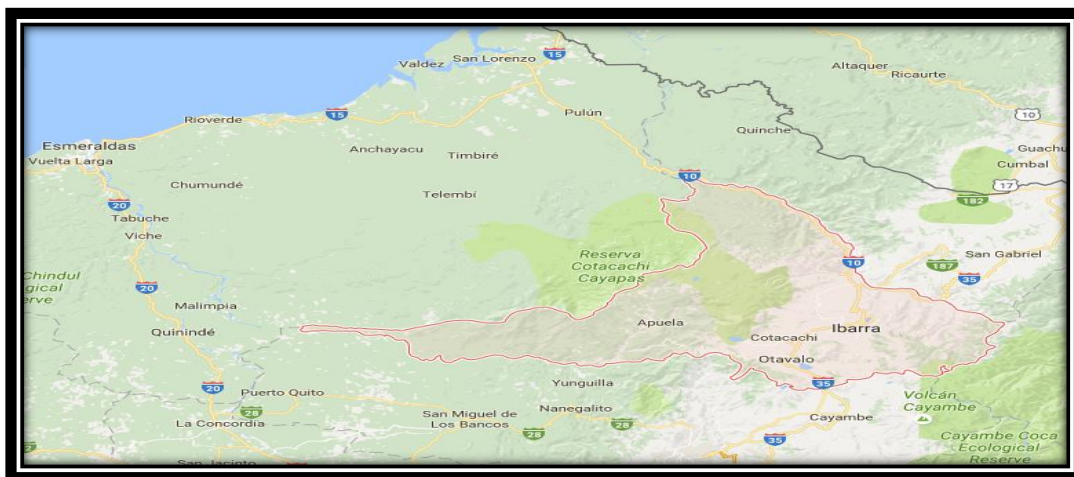 15
Valdez
San Lorenzo
Altaquer
Ricaurte
Rioverde
15
Pulún
10
Quinche
Esmeraldas
Vuelta Larga
Anchayacu
Timbiré
Guachu
Cumbal
Chumundé
Telembí
10
17
20
Tabuche
182
Viche
San Gabriel
Reserva
Cotacachi
Cayapas
10
187
35
Chindul
gical
erve
20
Malimpia
Apuela
Ibarra
Quinindé
Cotacachi
Otavalo
20
Puerto Quito
Yunguilla
35
Volcán
Cayambe
28
La Concordia
San Miguel de
Los Bancos
Nanegalito
28
28
Cayambe
35
Cayambe Coca
Ecological
Reserve
2
San Jacinto